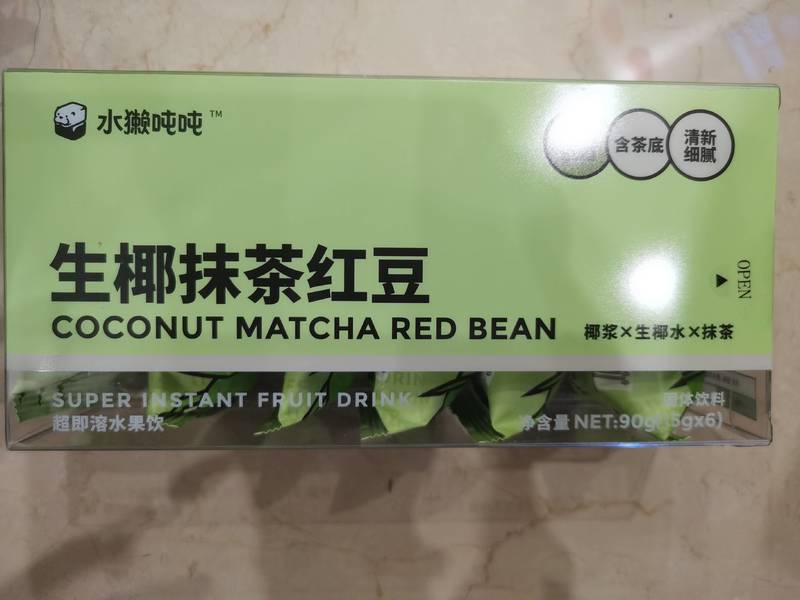 水獭吨吨™
含茶底
清新
细腻
生椰抹茶红豆
OPEN
COCONUT MATCHA RED BEAN
椰浆×生椰水×抹茶
SUPER INSTANT FRUIT DRINK
固体饮料
超即溶水果饮
净含量 NET:90g(15g×6)